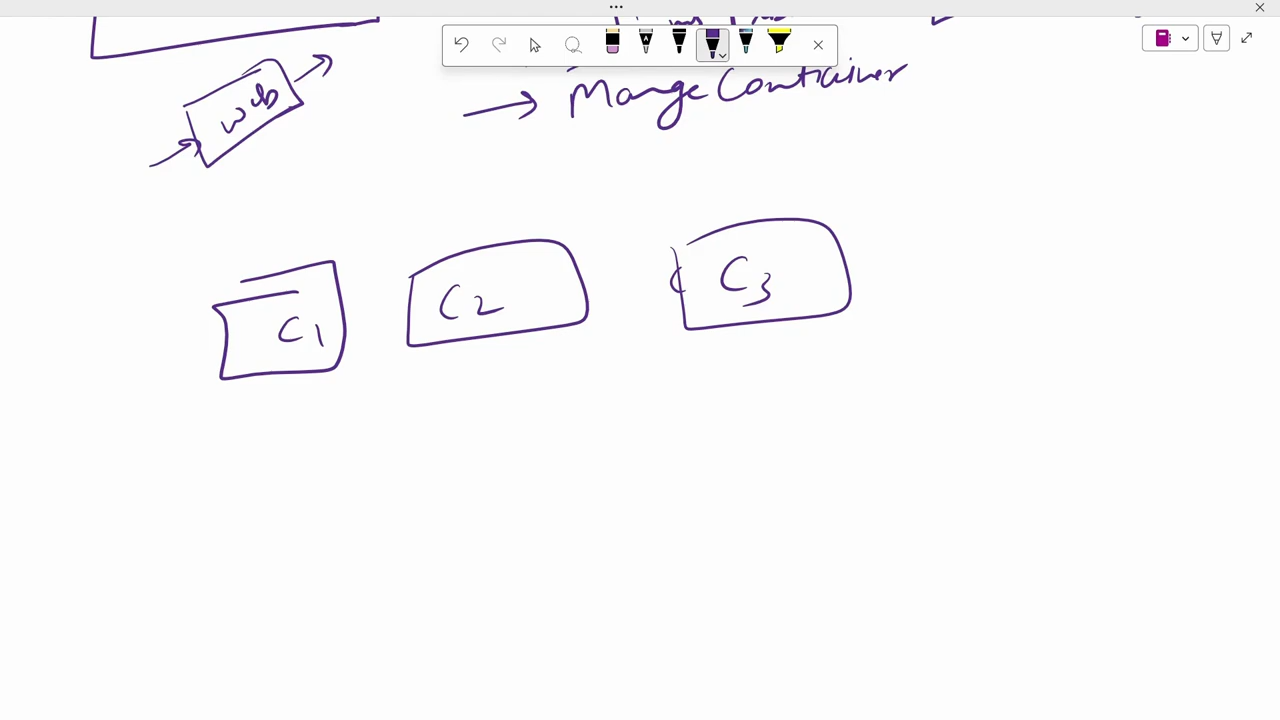 web
→ Mange Container
C1 C2 C3